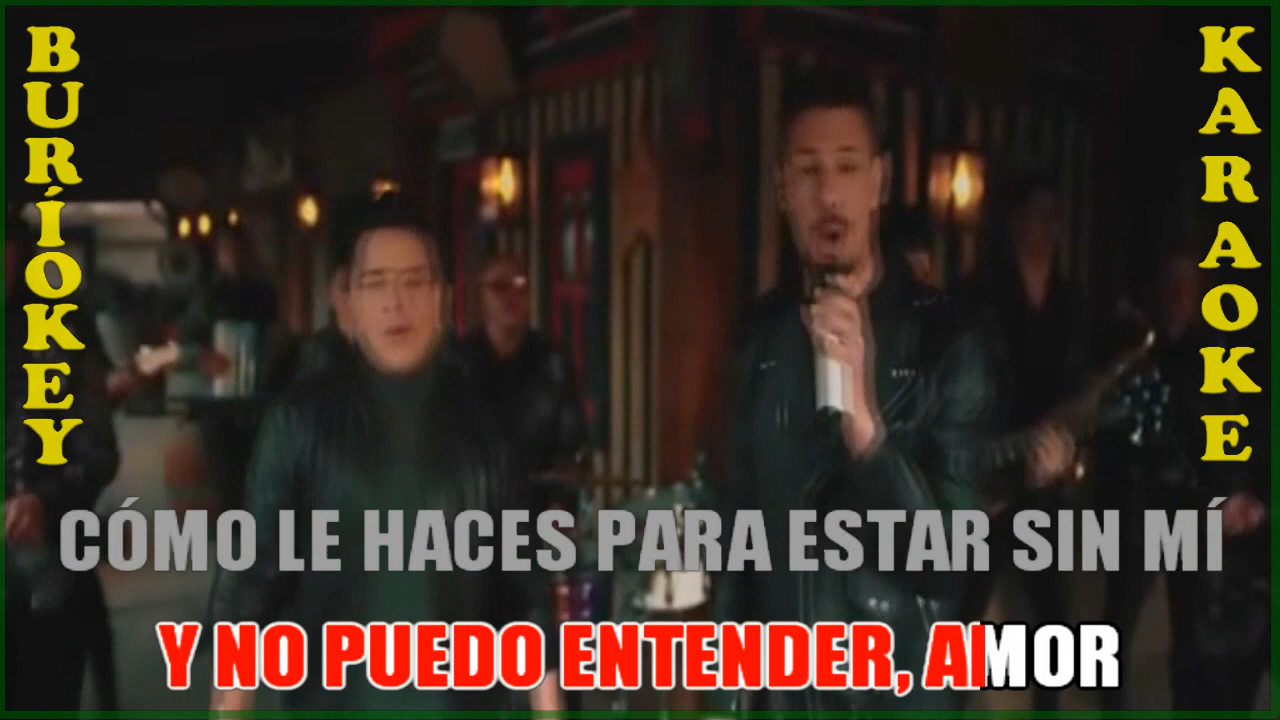 BURÍOKEY
KARAOKE
CÓMO LE HACES PARA ESTAR SIN MÍ
Y NO PUEDO ENTENDER, AMOR